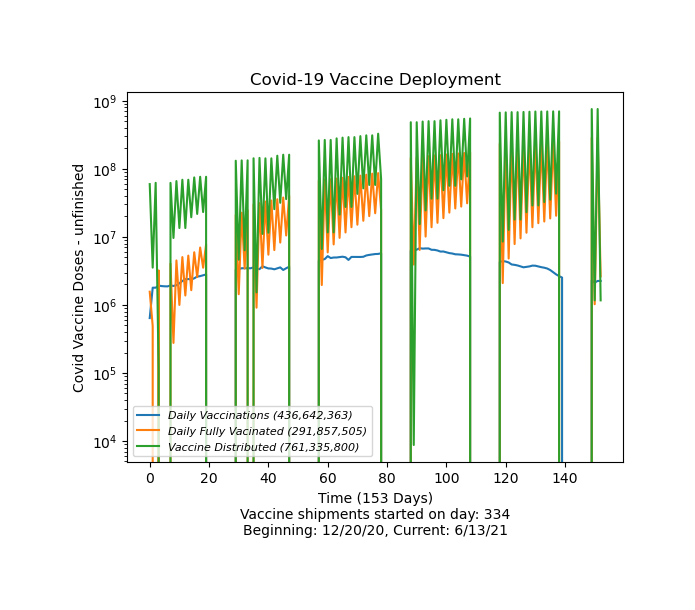 Covid-19 Vaccine Deployment
Covid Vaccine Doses - unfinished
10⁹
10⁸
10⁷
10⁶
10⁵
10⁴
Daily Vaccinations (436,642,363)
Daily Fully Vacinated (291,857,505)
Vaccine Distributed (761,335,800)
0 20 40 60 80 100 120 140
Time (153 Days)
Vaccine shipments started on day: 334
Beginning: 12/20/20, Current: 6/13/21